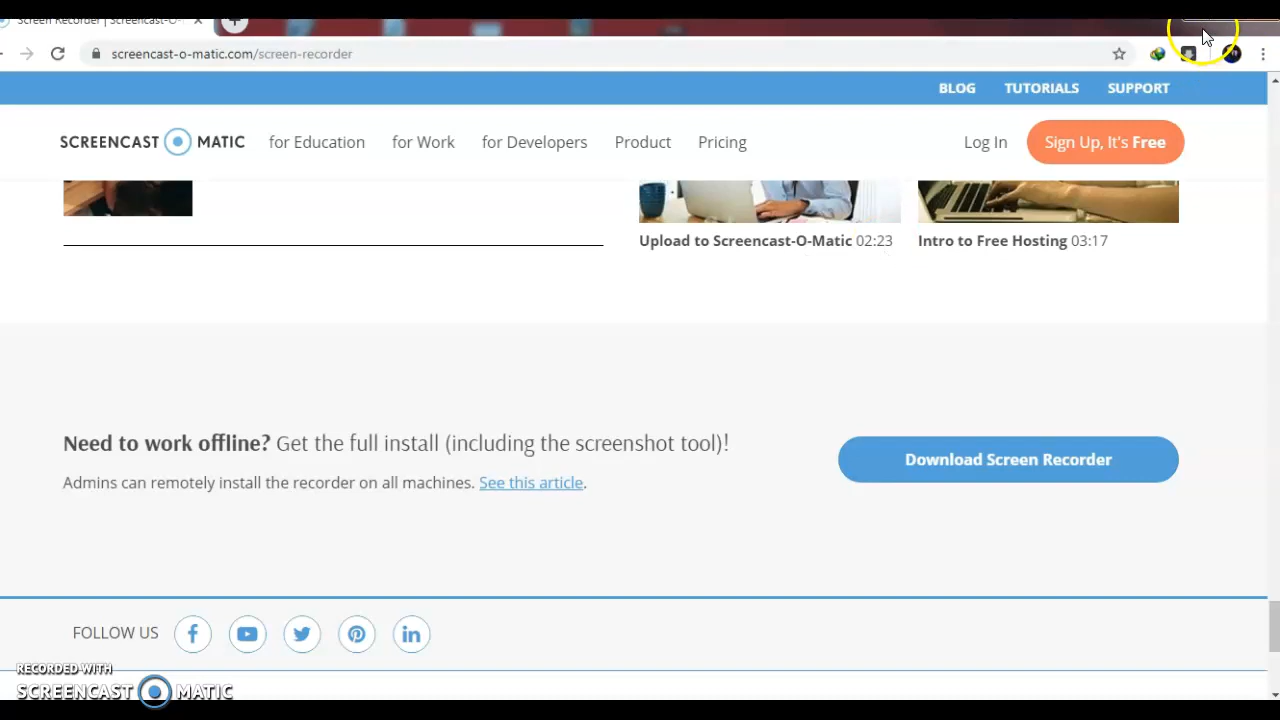 Screen Recorder | Screencast-O-
screencast-o-matic.com/screen-recorder
BLOG TUTORIALS SUPPORT
SCREENCAST MATIC for Education for Work for Developers Product Pricing Log In Sign Up, It's Free
Upload to Screencast-O-Matic 02:23 Intro to Free Hosting 03:17
Need to work offline? Get the full install (including the screenshot tool)!
Download Screen Recorder
Admins can remotely install the recorder on all machines. See this article.
FOLLOW US
RECORDED WITH
SCREENCAST MATIC